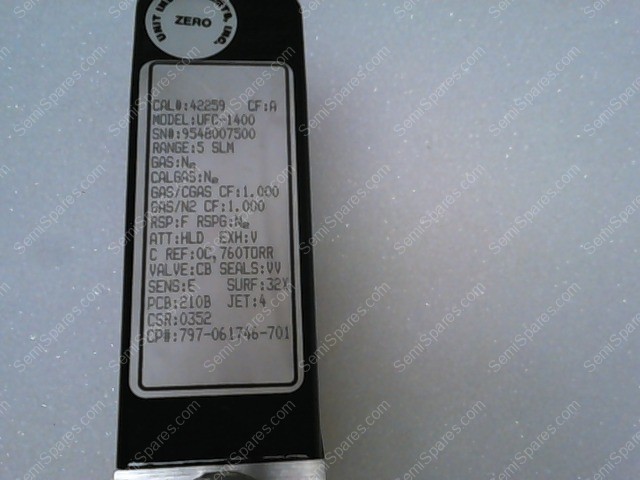 ZERO
CAL#:42259 CF:A
MODEL:UFC-1400
SN#:9548007500
RANGE:5 SLM
GAS:N₂
CALGAS:N₂
GAS/CGAS CF:1.000
GAS/N2 CF:1.000
RSP:F RSPG:N₂
ATT:HLD EXH:V
C REF:0C,760TORR
VALVE:CB SEALS:VV
SENS:E SURF:32X
PCB:210B JET:4
CSR:0352
CP#:797-061746-701
SemiSpares.com